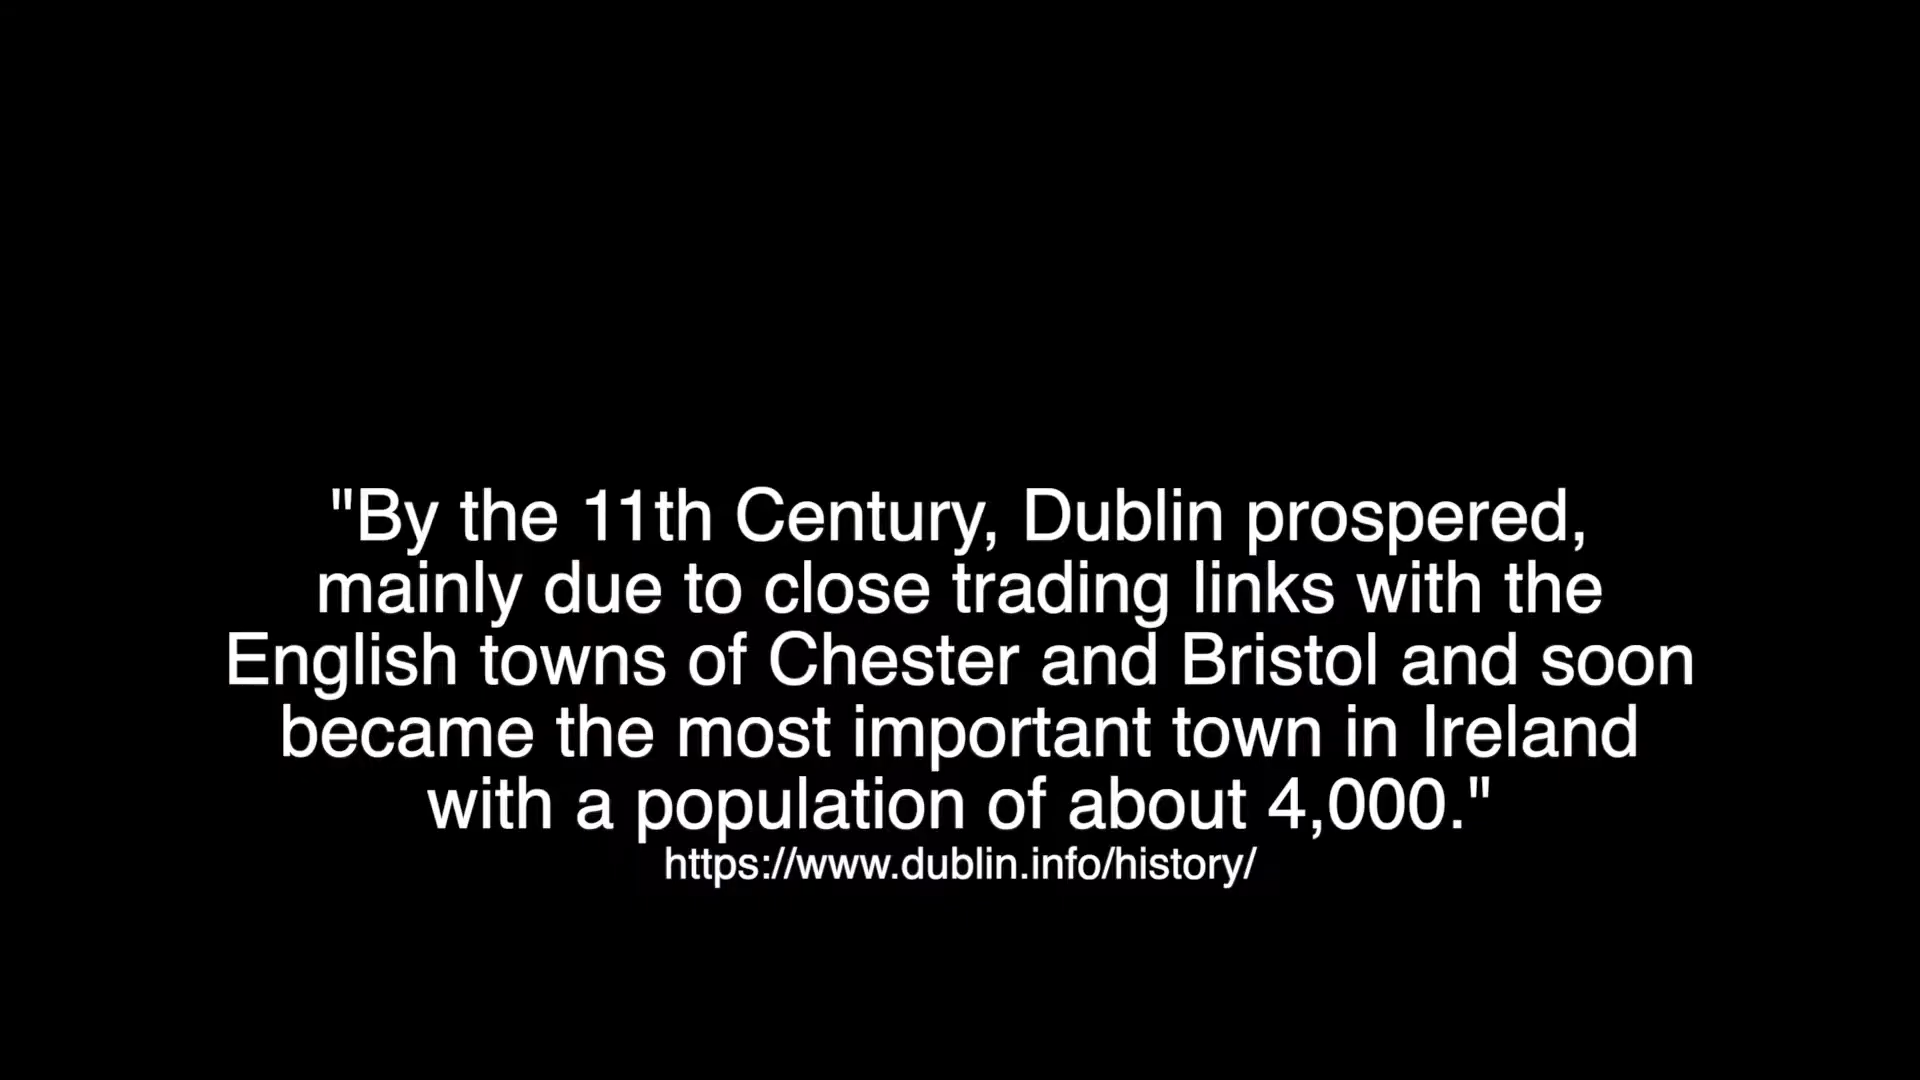 "By the 11th Century, Dublin prospered,
mainly due to close trading links with the
English towns of Chester and Bristol and soon
became the most important town in Ireland
with a population of about 4,000."
https://www.dublin.info/history/